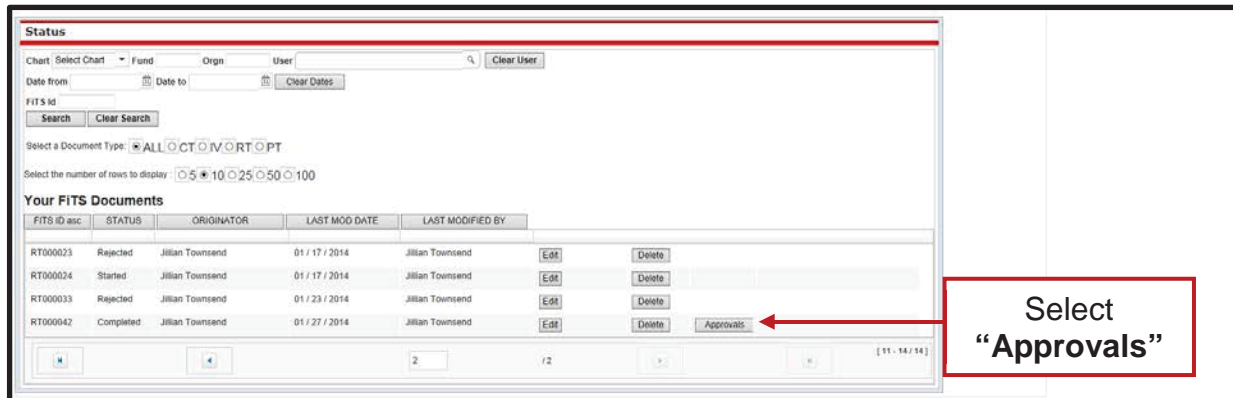 Status
Chart Select Chart Fund Orgn User Clear User
Date from Date to Clear Dates
FiTS Id
Search Clear Search
Select a Document Type: ALL CT IV RT PT
Select the number of rows to display : 5 10 25 50 100
Your FiTS Documents
FITS ID asc STATUS ORIGINATOR LAST MOD DATE LAST MODIFIED BY
RT000023 Rejected Jillian Townsend 01 / 17 / 2014 Jillian Townsend Edit Delete
RT000024 Started Jillian Townsend 01 / 17 / 2014 Jillian Townsend Edit Delete
RT000033 Rejected Jillian Townsend 01 / 23 / 2014 Jillian Townsend Edit Delete
RT000042 Completed Jillian Townsend 01 / 27 / 2014 Jillian Townsend Edit Delete Approvals
2 / 2 [ 11 - 14 / 14 ]
Select
“Approvals”